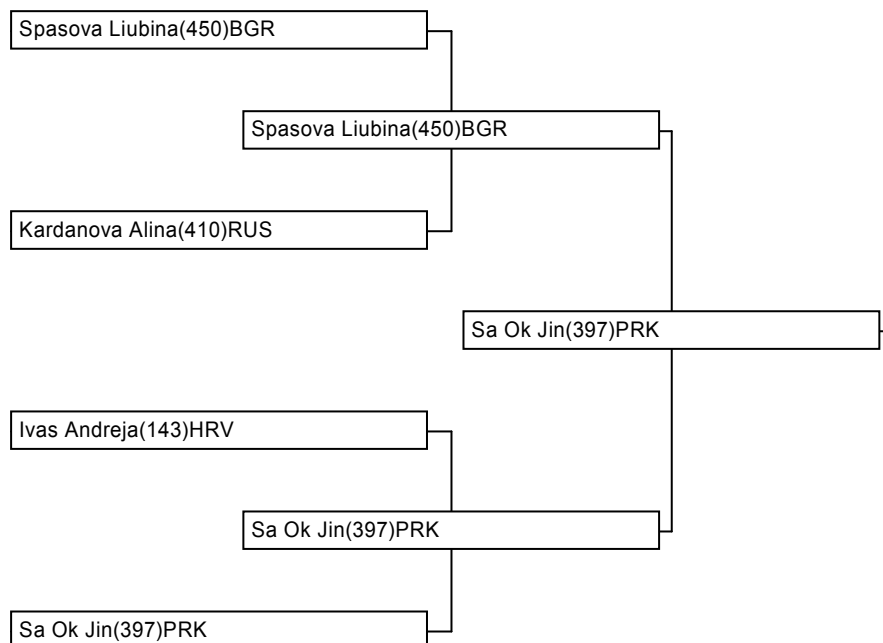 Spasova Liubina(450)BGR
Spasova Liubina(450)BGR
Kardanova Alina(410)RUS
Sa Ok Jin(397)PRK
Ivas Andreja(143)HRV
Sa Ok Jin(397)PRK
Sa Ok Jin(397)PRK